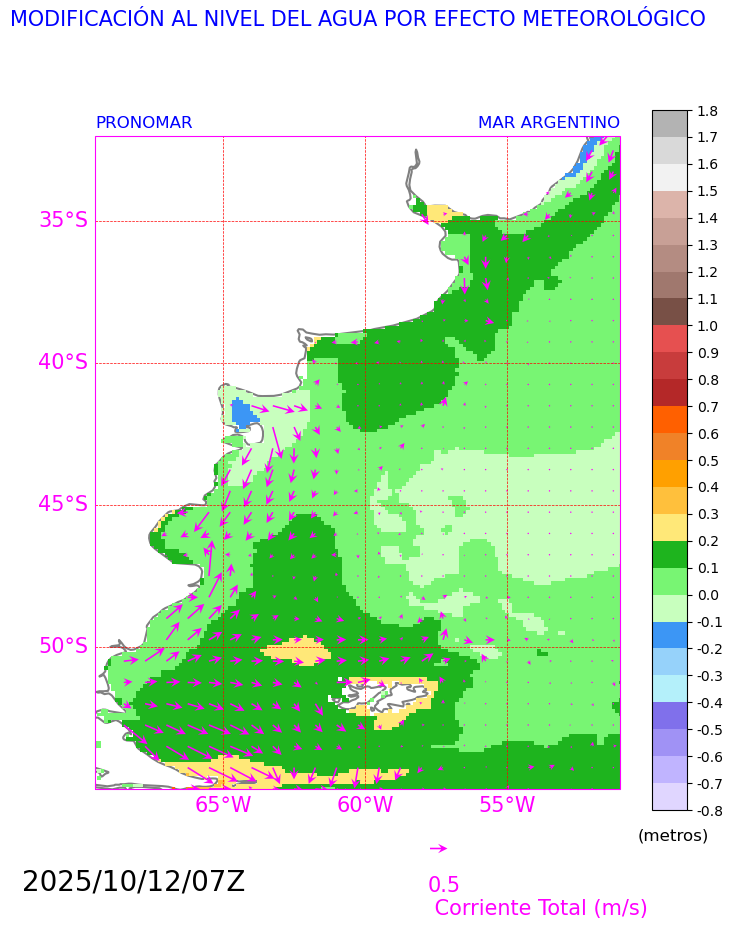 MODIFICACIÓN AL NIVEL DEL AGUA POR EFECTO METEOROLÓGICO
PRONOMAR
MAR ARGENTINO
35°S
40°S
45°S
50°S
65°W
60°W
55°W
1.8
1.7
1.6
1.5
1.4
1.3
1.2
1.1
1.0
0.9
0.8
0.7
0.6
0.5
0.4
0.3
0.2
0.1
0.0
-0.1
-0.2
-0.3
-0.4
-0.5
-0.6
-0.7
-0.8
(metros)
2025/10/12/07Z
0.5
Corriente Total (m/s)